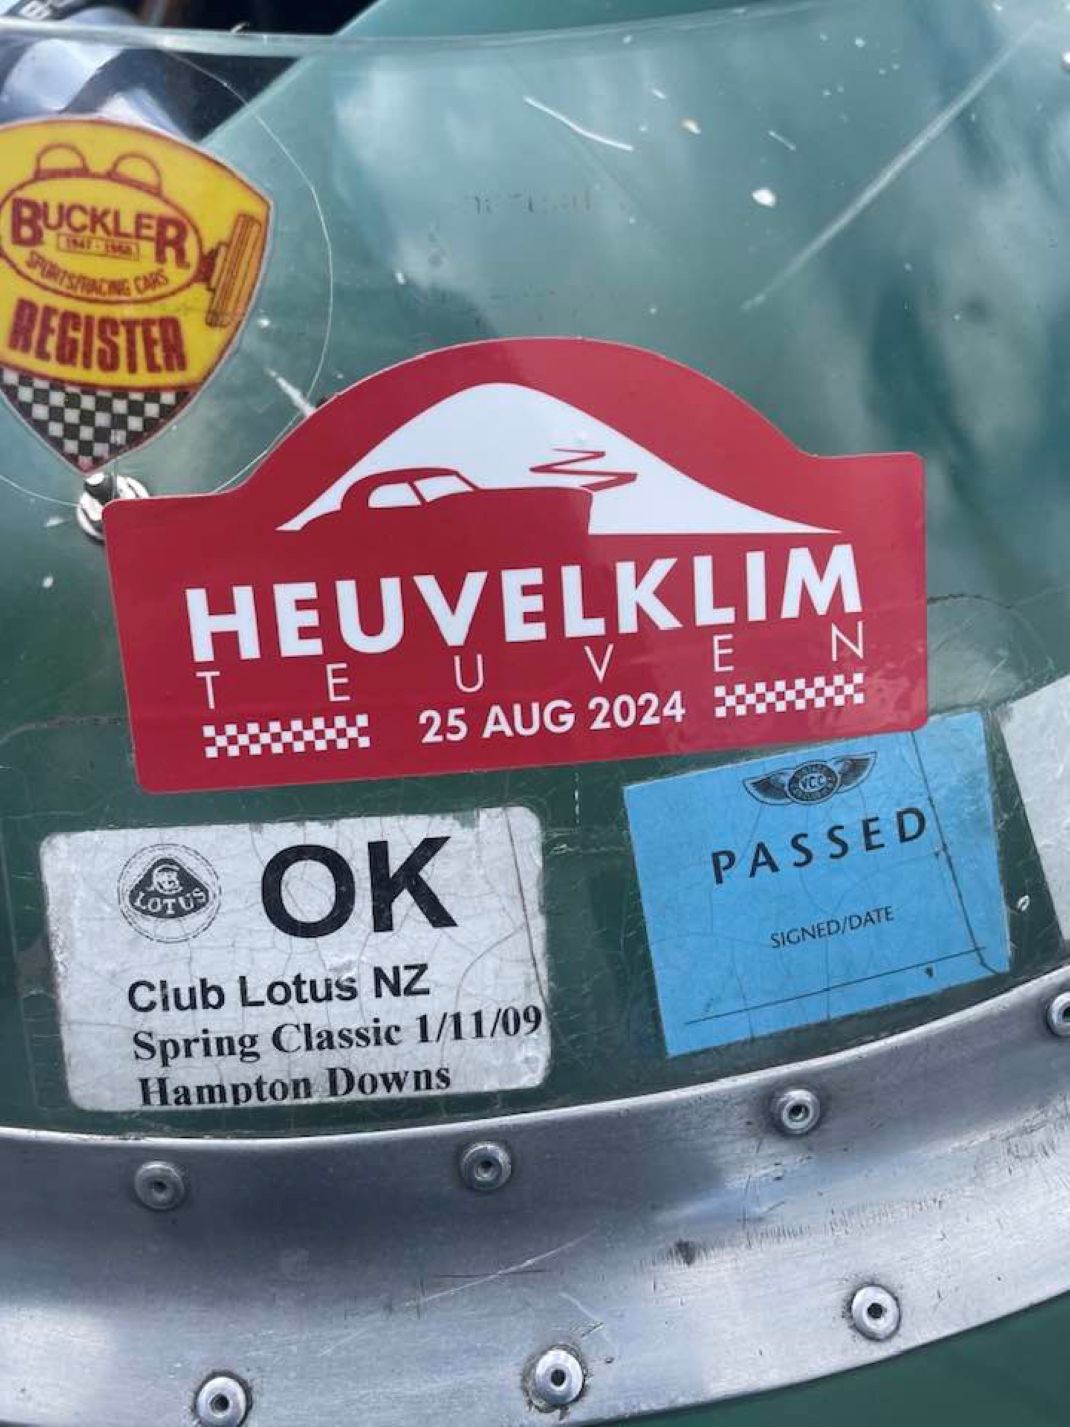 BUCKLER
1947 - 1965
SPORTS/RACING CARS
REGISTER
HEUVELKLIM
TEUVEN
25 AUG 2024
LOTUS
OK
Club Lotus NZ
Spring Classic 1/11/09
Hampton Downs
VCC
PASSED
SIGNED/DATE